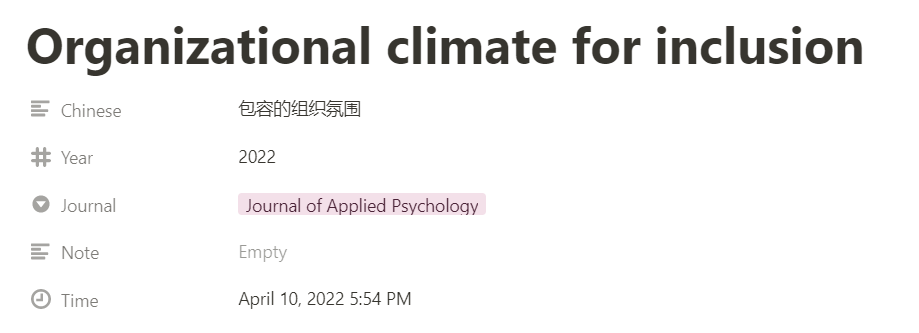 Organizational climate for inclusion
Chinese 包容的组织氛围
Year 2022
Journal Journal of Applied Psychology
Note Empty
Time April 10, 2022 5:54 PM